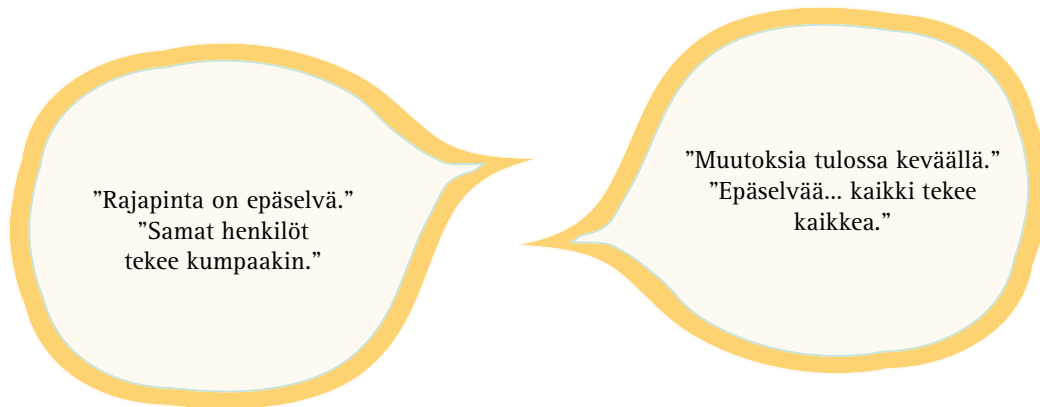 ”Rajapinta on epäselvä.”
”Samat henkilöt
tekee kumpaakin.”
”Muutoksia tulossa keväällä.”
”Epäselvää... kaikki tekee
kaikkea.”